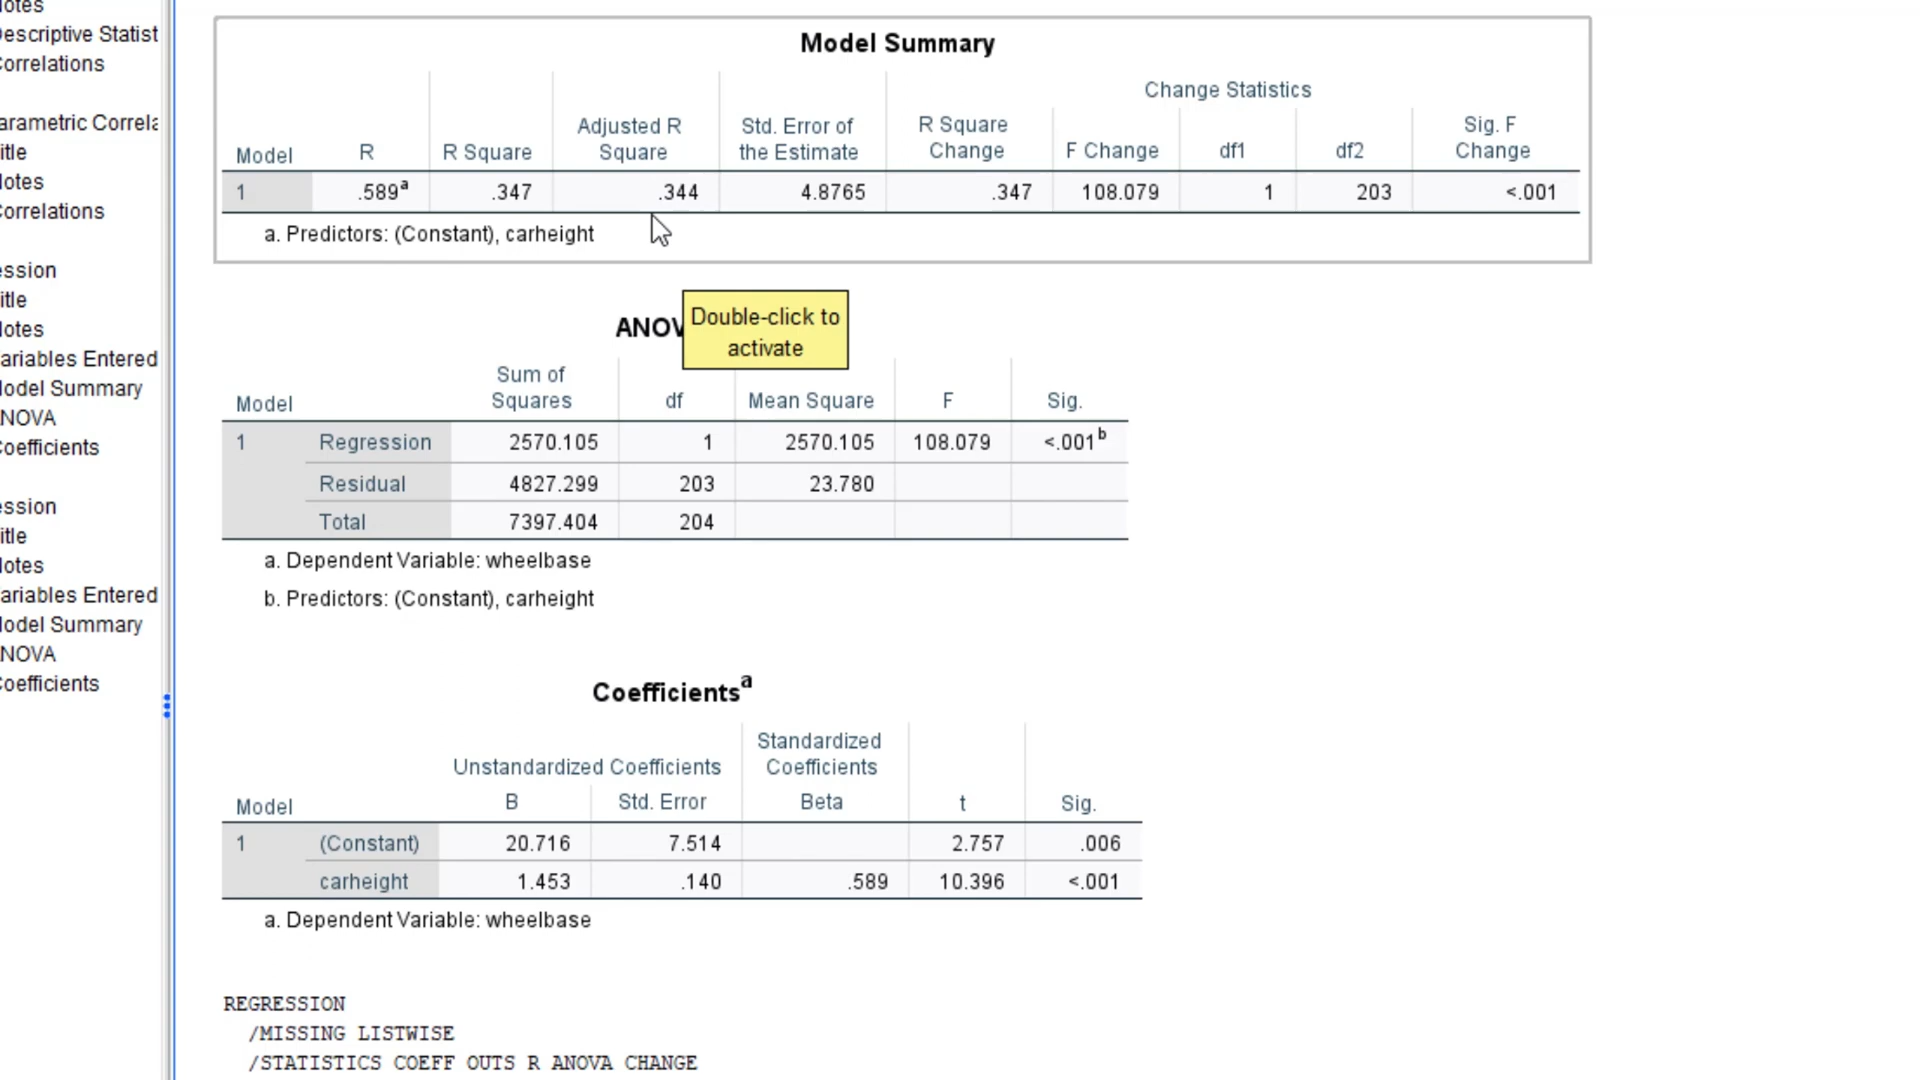 otes
escriptive Statist
orrelations
arametric Correla
itle
otes
orrelations
ession
itle
otes
ariables Entered
odel Summary
NOVA
oefficients
ession
itle
otes
ariables Entered
odel Summary
NOVA
oefficients
Model Summary
Change Statistics
Model R R Square Adjusted R Square Std. Error of the Estimate R Square Change F Change df1 df2 Sig. F Change
1 .589a .347 .344 4.8765 .347 108.079 1 203 <.001
a. Predictors: (Constant), carheight
ANOV
Double-click to
activate
Model Sum of Squares df Mean Square F Sig.
1 Regression 2570.105 1 2570.105 108.079 <.001b
Residual 4827.299 203 23.780
Total 7397.404 204
a. Dependent Variable: wheelbase
b. Predictors: (Constant), carheight
Coefficientsa
Unstandardized Coefficients Standardized Coefficients
Model B Std. Error Beta t Sig.
1 (Constant) 20.716 7.514 2.757 .006
carheight 1.453 .140 .589 10.396 <.001
a. Dependent Variable: wheelbase
REGRESSION
/MISSING LISTWISE
/STATISTICS COEFF OUTS R ANOVA CHANGE